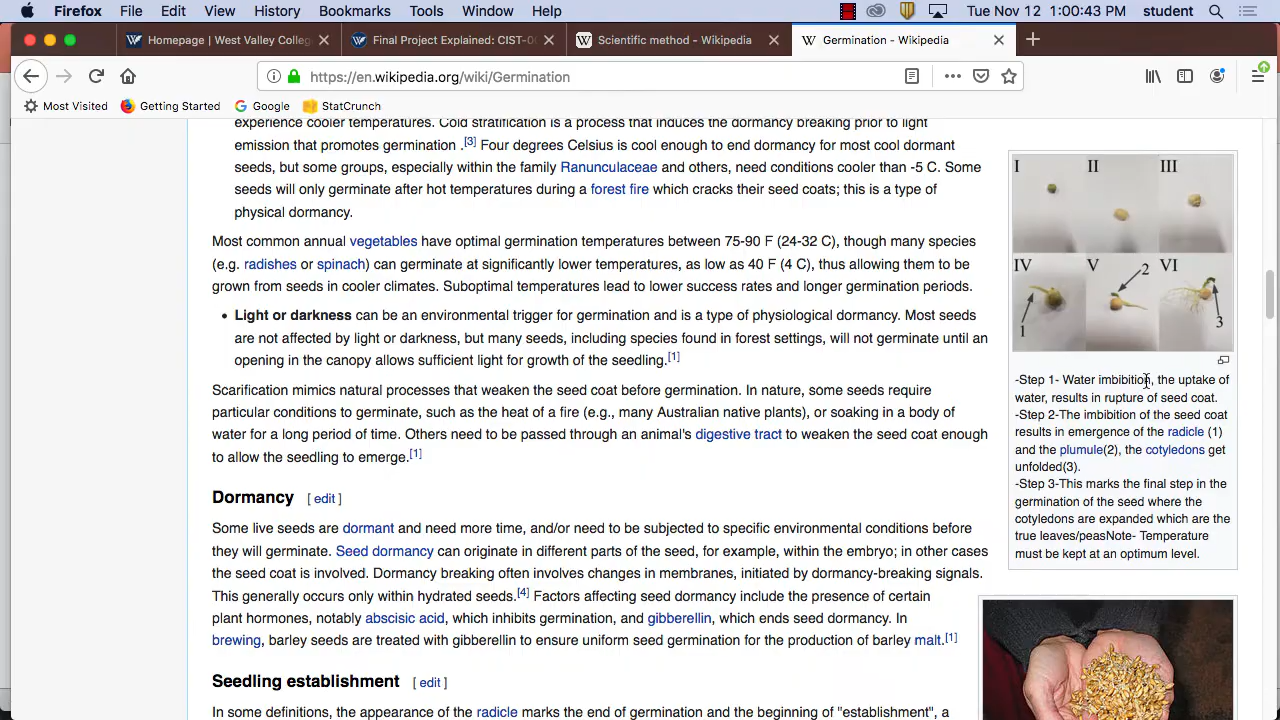 Firefox File Edit View History Bookmarks Tools Window Help Tue Nov 12 1:00:43 PM student
Homepage | West Valley Colleg Final Project Explained: CIST-00 Scientific method - Wikipedia Germination - Wikipedia
https://en.wikipedia.org/wiki/Germination
Most Visited Getting Started Google StatCrunch
experience cooler temperatures. Cold stratification is a process that induces the dormancy breaking prior to light
emission that promotes germination .[3] Four degrees Celsius is cool enough to end dormancy for most cool dormant
seeds, but some groups, especially within the family Ranunculaceae and others, need conditions cooler than -5 C. Some
seeds will only germinate after hot temperatures during a forest fire which cracks their seed coats; this is a type of
physical dormancy.
Most common annual vegetables have optimal germination temperatures between 75-90 F (24-32 C), though many species
(e.g. radishes or spinach) can germinate at significantly lower temperatures, as low as 40 F (4 C), thus allowing them to be
grown from seeds in cooler climates. Suboptimal temperatures lead to lower success rates and longer germination periods.
• Light or darkness can be an environmental trigger for germination and is a type of physiological dormancy. Most seeds
are not affected by light or darkness, but many seeds, including species found in forest settings, will not germinate until an
opening in the canopy allows sufficient light for growth of the seedling.[1]
Scarification mimics natural processes that weaken the seed coat before germination. In nature, some seeds require
particular conditions to germinate, such as the heat of a fire (e.g., many Australian native plants), or soaking in a body of
water for a long period of time. Others need to be passed through an animal's digestive tract to weaken the seed coat enough
to allow the seedling to emerge.[1]
Dormancy [ edit ]
Some live seeds are dormant and need more time, and/or need to be subjected to specific environmental conditions before
they will germinate. Seed dormancy can originate in different parts of the seed, for example, within the embryo; in other cases
the seed coat is involved. Dormancy breaking often involves changes in membranes, initiated by dormancy-breaking signals.
This generally occurs only within hydrated seeds.[4] Factors affecting seed dormancy include the presence of certain
plant hormones, notably abscisic acid, which inhibits germination, and gibberellin, which ends seed dormancy. In
brewing, barley seeds are treated with gibberellin to ensure uniform seed germination for the production of barley malt.[1]
Seedling establishment [ edit ]
In some definitions, the appearance of the radicle marks the end of germination and the beginning of "establishment", a
I II III
IV V 2 VI
1 3
-Step 1- Water imbibition, the uptake of
water, results in rupture of seed coat.
-Step 2-The imbibition of the seed coat
results in emergence of the radicle (1)
and the plumule(2), the cotyledons get
unfolded(3).
-Step 3-This marks the final step in the
germination of the seed where the
cotyledons are expanded which are the
true leaves/peasNote- Temperature
must be kept at an optimum level.